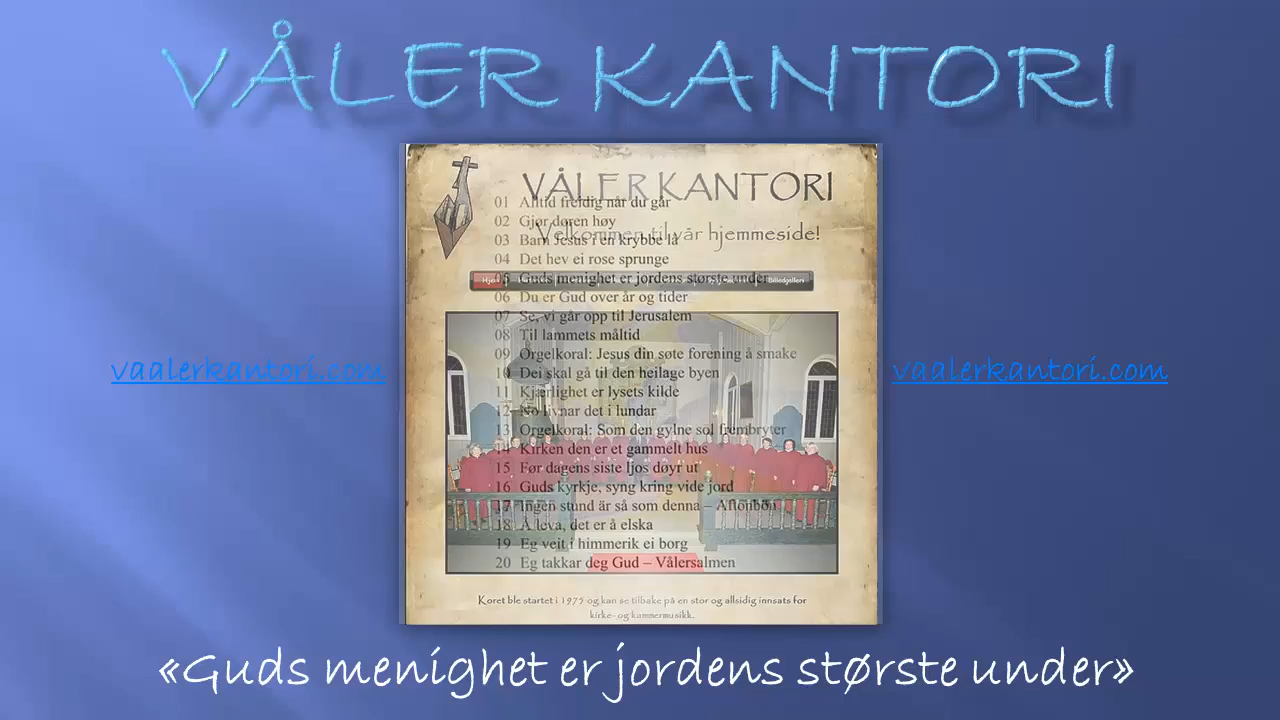 VÅLER KANTORI
VÅLER KANTORI
Velkommen til vår hjemmeside!
01 Alltid freidig når du går
02 Gjør døren høy
03 Barn Jesus i en krybbe lå
04 Det hev ei rose sprunge
05 Guds menighet er jordens største under
Hjem
Billedgalleri
06 Du er Gud over år og tider
07 Se, vi går opp til Jerusalem
08 Til lammets måltid
09 Orgelkoral: Jesus din søte forening å smake
10 Dei skal gå til den heilage byen
vaalerkantori.com
vaalerkantori.com
11 Kjærlighet er lysets kilde
12 No livnar det i lundar
13 Orgelkoral: Som den gylne sol frembryter
14 Kirken den er et gammelt hus
15 Før dagens siste ljos døyr ut
16 Guds kyrkje, syng kring vide jord
17 Ingen stund är så som denna – Aftonbön
18 Å leva, det er å elska
19 Eg veit i himmerik ei borg
20 Eg takkar deg Gud – Vålersalmen
Koret ble startet i 1975 og kan se tilbake på en stor og allsidig innsats for
kirke- og kammermusikk.
«Guds menighet er jordens største under»